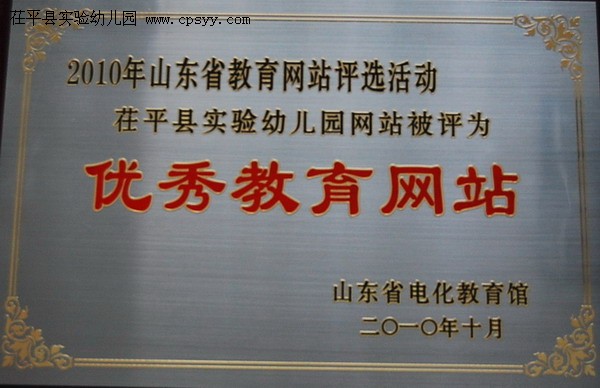 茌平县实验幼儿园 www.cpsyy.com
2010年山东省教育网站评选活动
茌平县实验幼儿园网站被评为
优秀教育网站
山东省电化教育馆
二〇一〇年十月